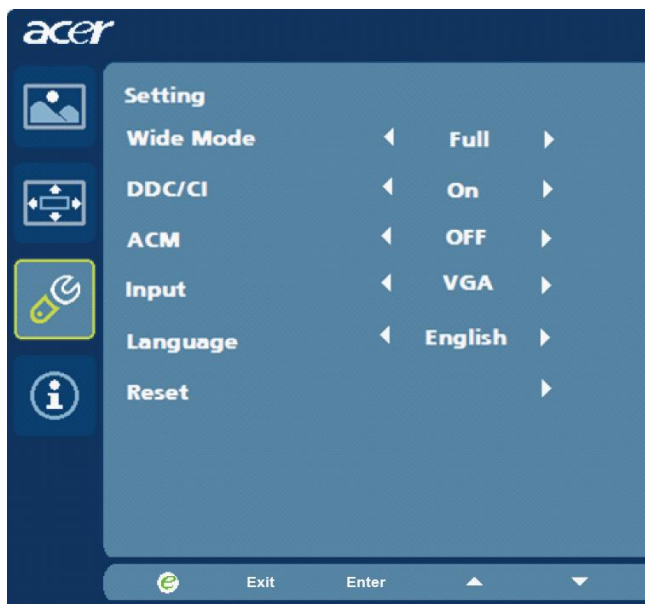 acer
Setting
Wide Mode Full
DDC/CI On
ACM OFF
Input VGA
Language English
Reset
e Exit Enter